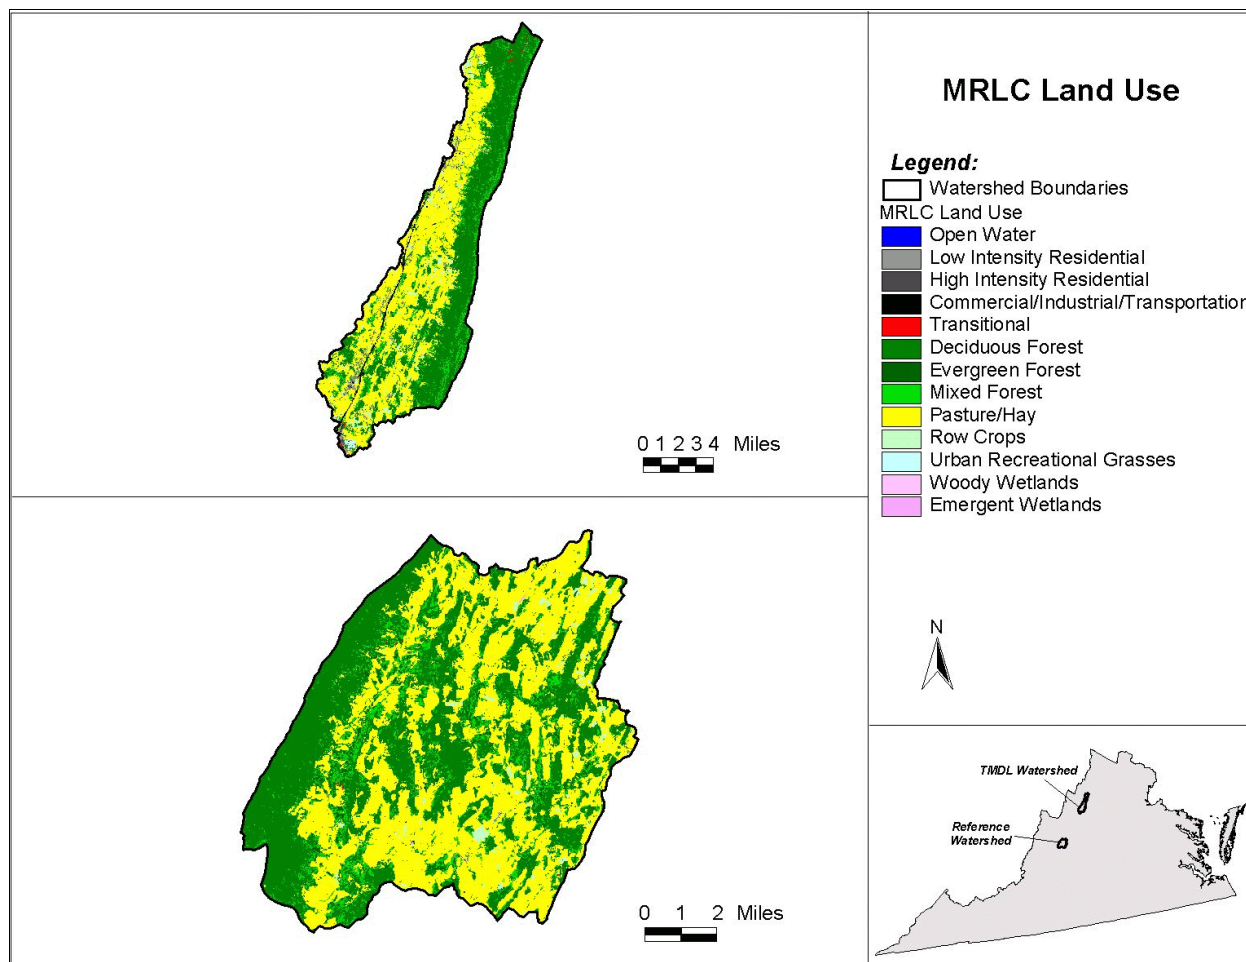 MRLC Land Use
Legend:
Watershed Boundaries
MRLC Land Use
Open Water
Low Intensity Residential
High Intensity Residential
Commercial/Industrial/Transportation
Transitional
Deciduous Forest
Evergreen Forest
Mixed Forest
Pasture/Hay
Row Crops
Urban Recreational Grasses
Woody Wetlands
Emergent Wetlands
0 1 2 3 4 Miles
0 1 2 Miles
N
TMDL Watershed
Reference
Watershed